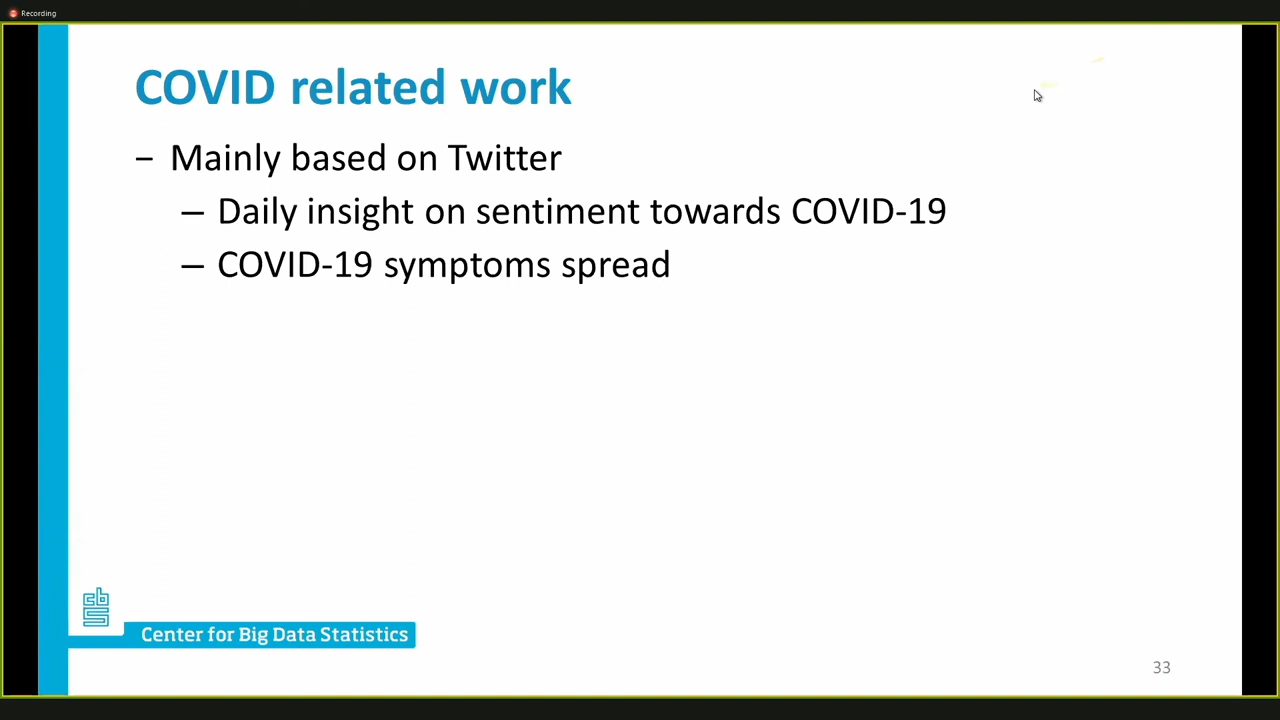 Recording
COVID related work
− Mainly based on Twitter
– Daily insight on sentiment towards COVID-19
– COVID-19 symptoms spread
cbs
Center for Big Data Statistics
33